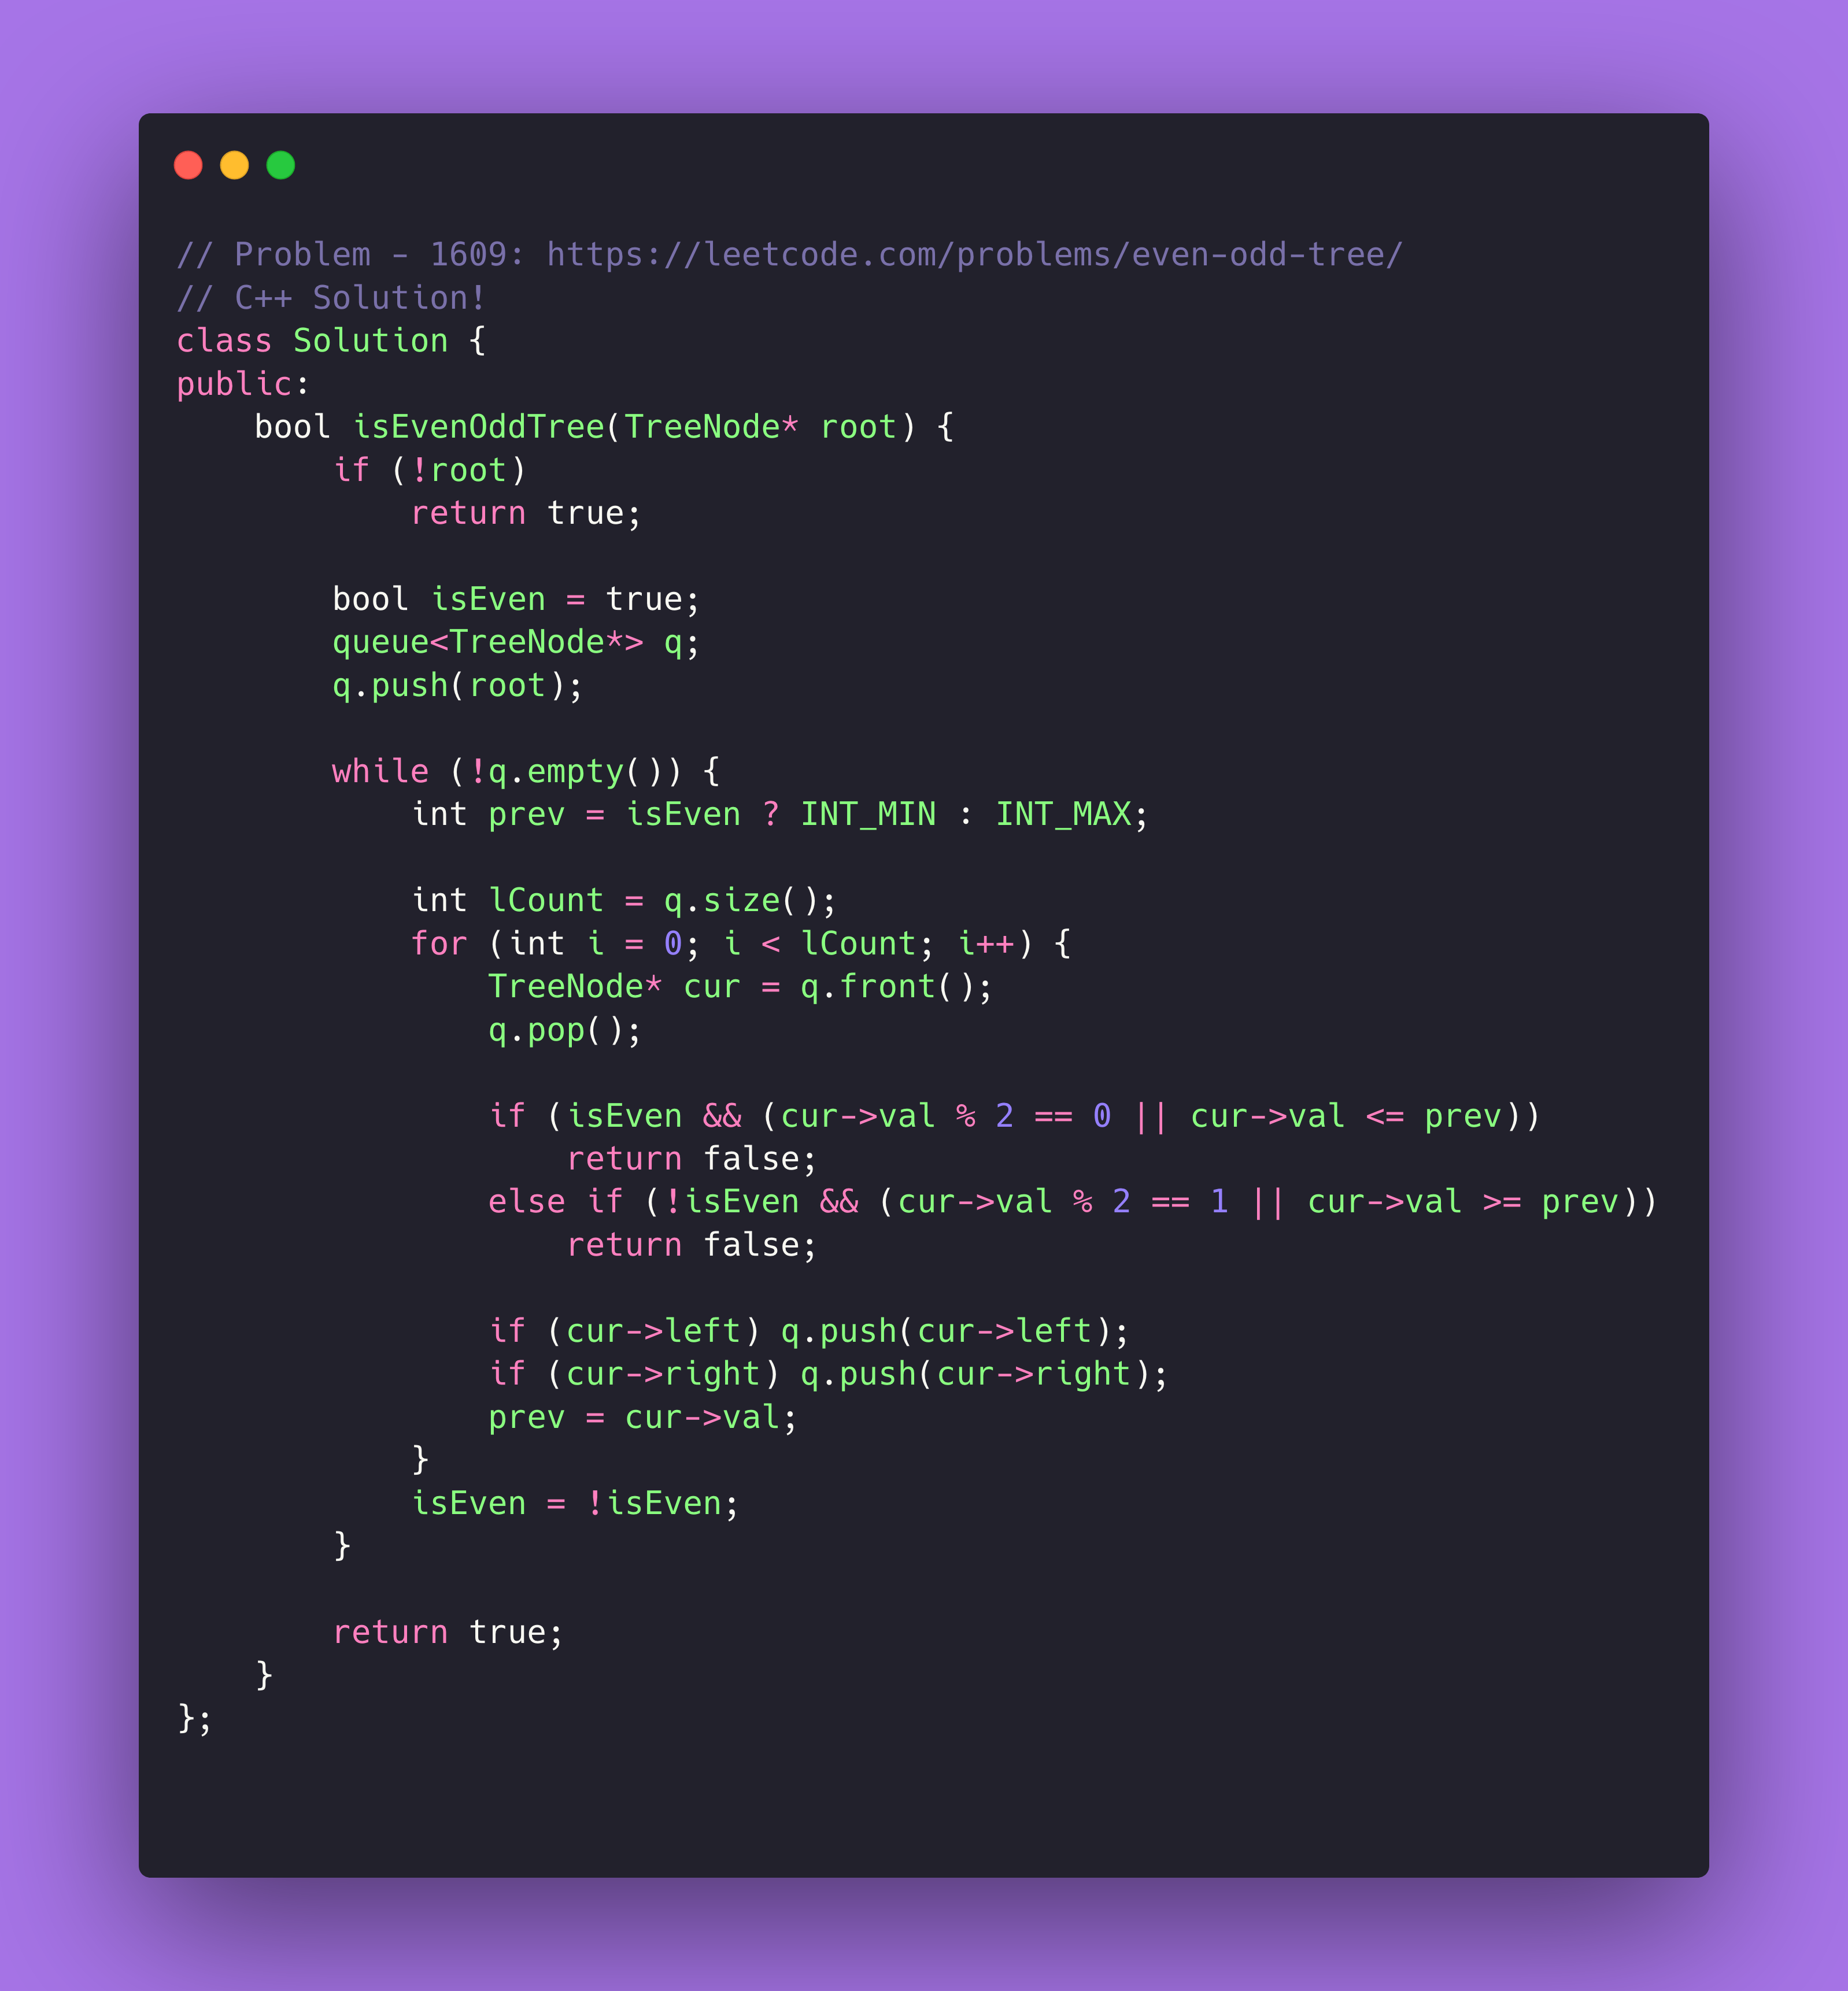 // Problem - 1609: https://leetcode.com/problems/even-odd-tree/
// C++ Solution!
class Solution {
public:
    bool isEvenOddTree(TreeNode* root) {
        if (!root)
            return true;

        bool isEven = true;
        queue<TreeNode*> q;
        q.push(root);

        while (!q.empty()) {
            int prev = isEven ? INT_MIN : INT_MAX;

            int lCount = q.size();
            for (int i = 0; i < lCount; i++) {
                TreeNode* cur = q.front();
                q.pop();

                if (isEven && (cur->val % 2 == 0 || cur->val <= prev))
                    return false;
                else if (!isEven && (cur->val % 2 == 1 || cur->val >= prev))
                    return false;

                if (cur->left) q.push(cur->left);
                if (cur->right) q.push(cur->right);
                prev = cur->val;
            }
            isEven = !isEven;
        }

        return true;
    }
};